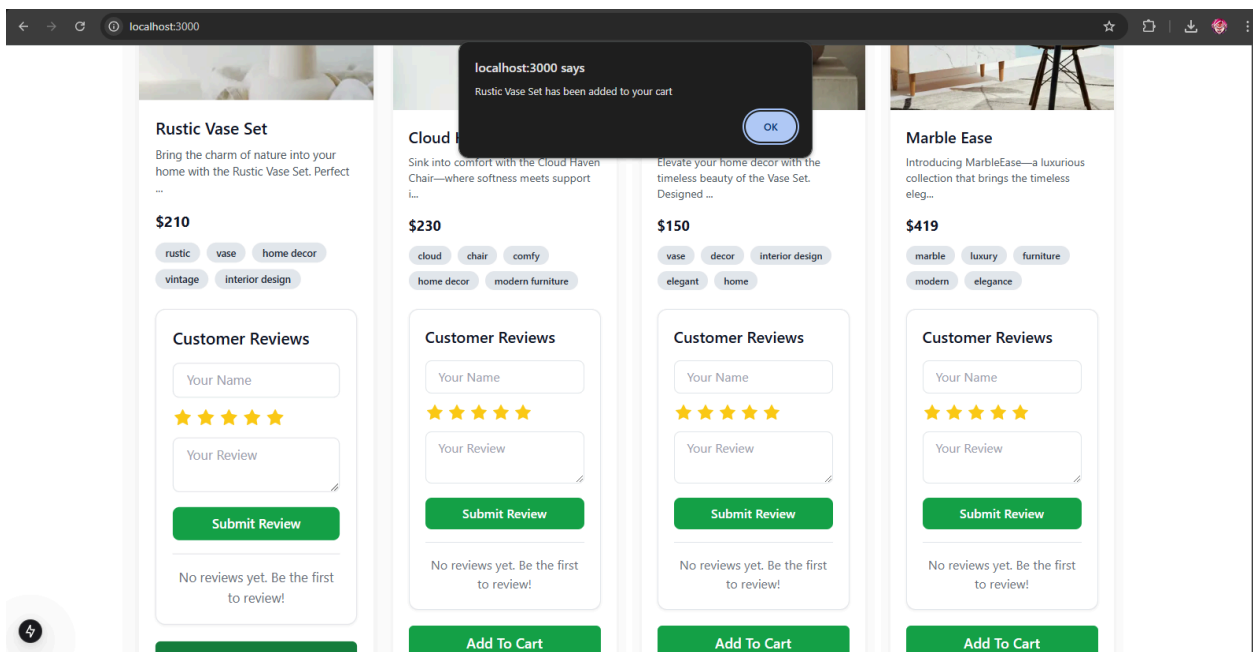 localhost:3000
localhost:3000 says
Rustic Vase Set has been added to your cart
OK
Rustic Vase Set
Bring the charm of nature into your
home with the Rustic Vase Set. Perfect
...
$210
rustic vase home decor
vintage interior design
Customer Reviews
Your Name
Your Review
Submit Review
No reviews yet. Be the first
to review!
Cloud
Sink into comfort with the Cloud Haven
Chair—where softness meets support
i...
$230
cloud chair comfy
home decor modern furniture
Customer Reviews
Your Name
Your Review
Submit Review
No reviews yet. Be the first
to review!
Add To Cart
Elevate your home decor with the
timeless beauty of the Vase Set.
Designed ...
$150
vase decor interior design
elegant home
Customer Reviews
Your Name
Your Review
Submit Review
No reviews yet. Be the first
to review!
Add To Cart
Marble Ease
Introducing MarbleEase—a luxurious
collection that brings the timeless
eleg...
$419
marble luxury furniture
modern elegance
Customer Reviews
Your Name
Your Review
Submit Review
No reviews yet. Be the first
to review!
Add To Cart